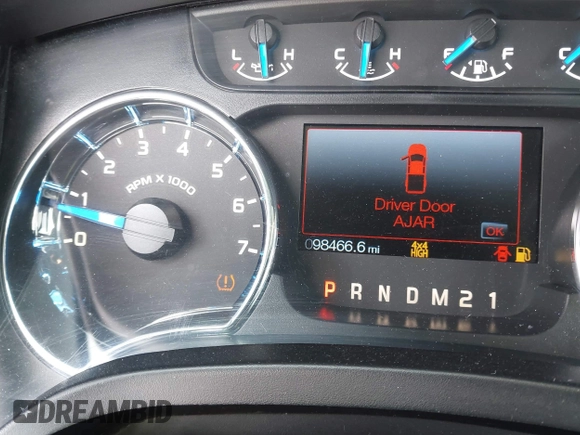 L H
C H
E F
C
0 1 2 3 4 5 6 7
RPM X 1000
Driver Door
AJAR
OK
098466.6 mi
4x4
HIGH
P R N D M 2 1
DREAMBID